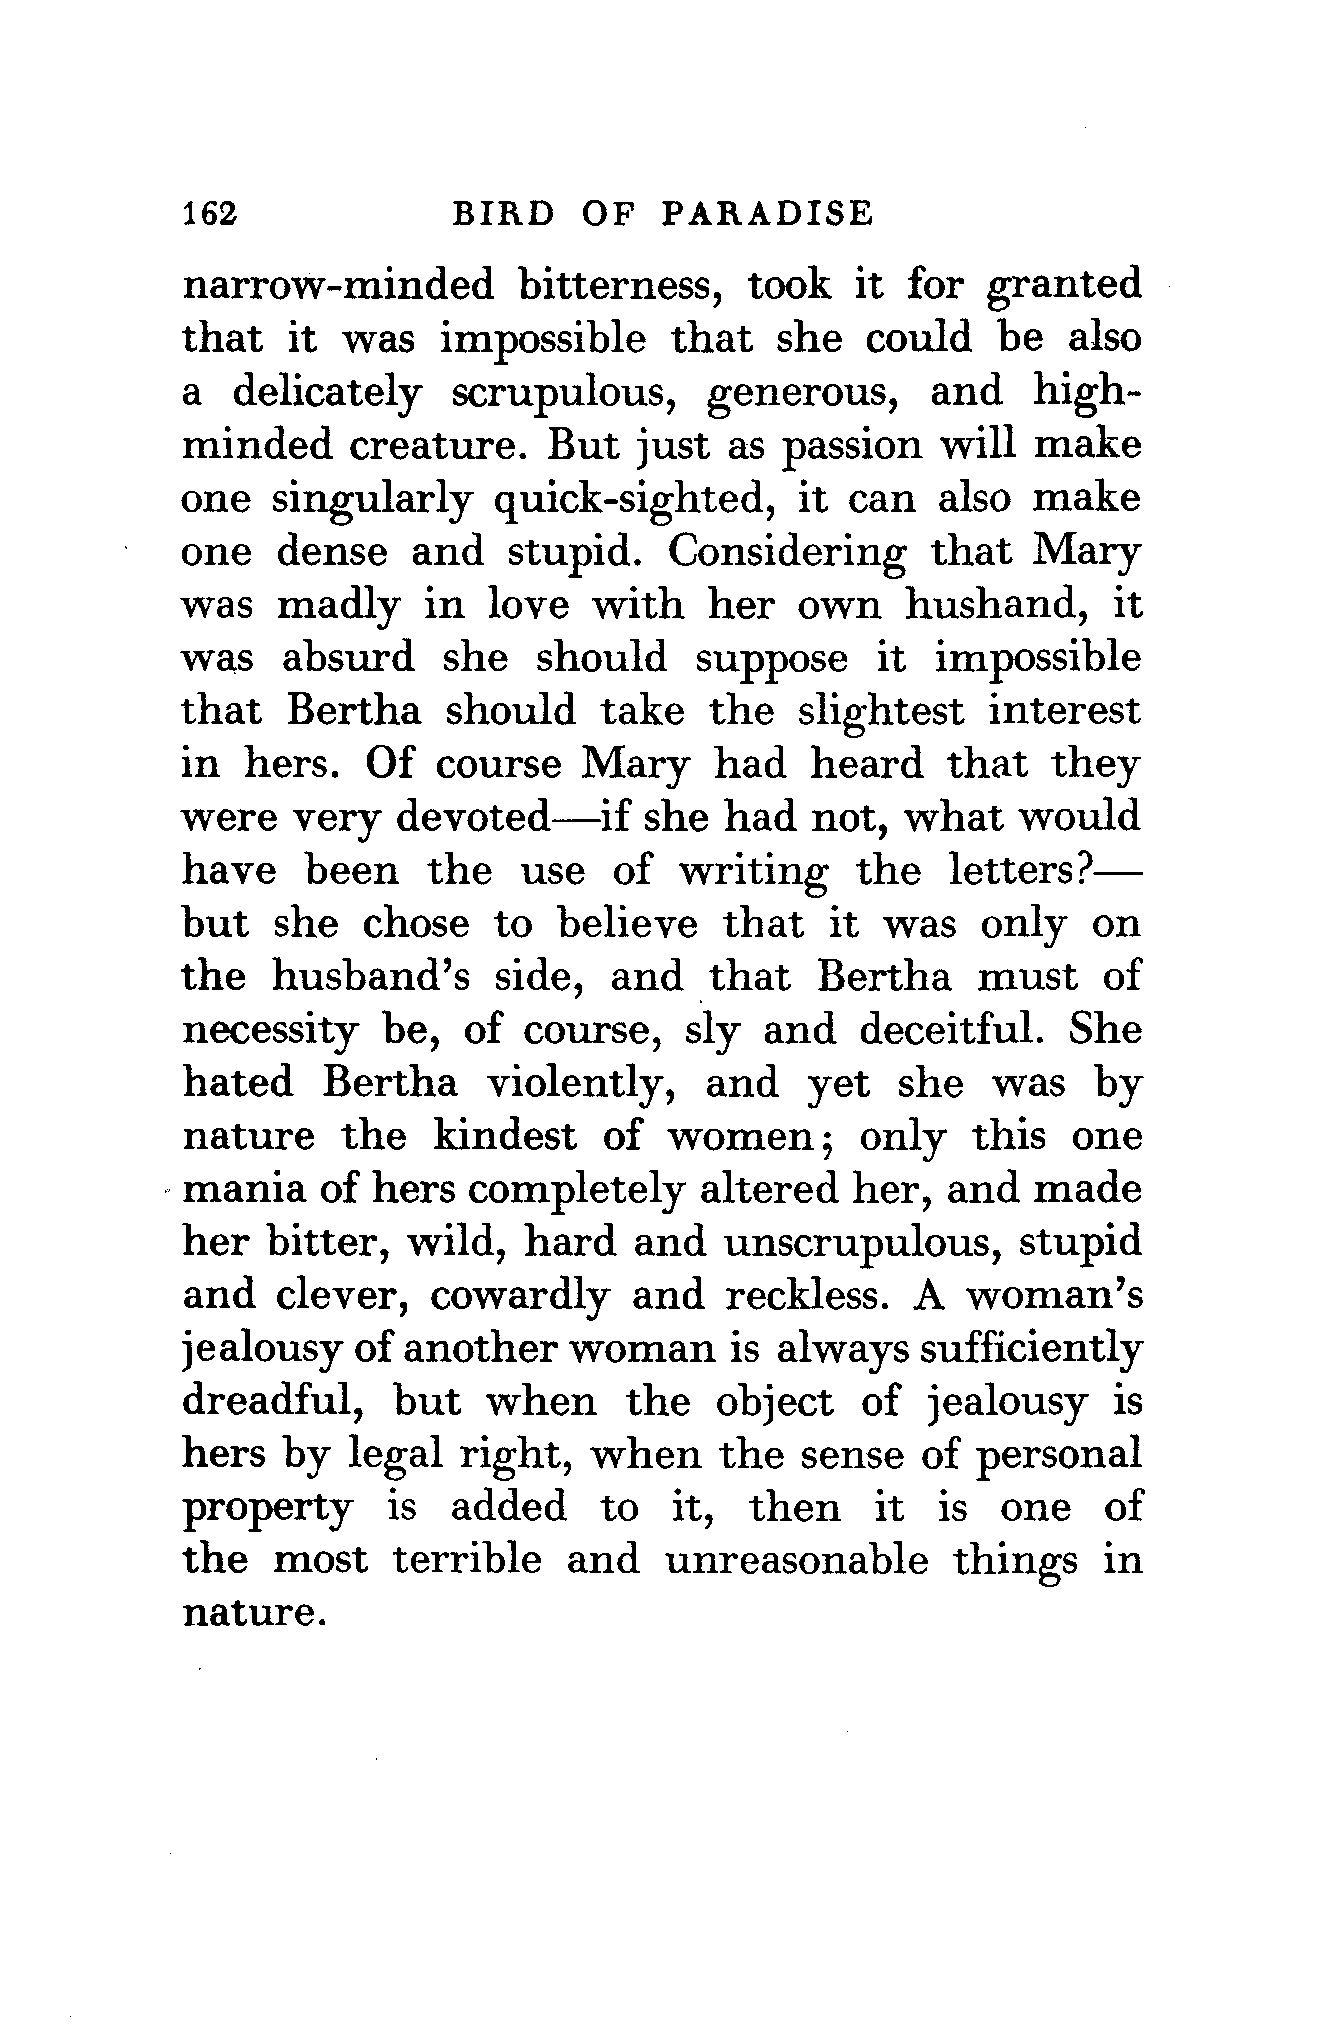 162 BIRD OF PARADISE
narrow-minded bitterness, took it for granted
that it was impossible that she could be also
a delicately scrupulous, generous, and high-
minded creature. But just as passion will make
one singularly quick-sighted, it can also make
one dense and stupid. Considering that Mary
was madly in love with her own hushand, it
was absurd she should suppose it impossible
that Bertha should take the slightest interest
in hers. Of course Mary had heard that they
were very devoted—if she had not, what would
have been the use of writing the letters?—
but she chose to believe that it was only on
the husband's side, and that Bertha must of
necessity be, of course, sly and deceitful. She
hated Bertha violently, and yet she was by
nature the kindest of women; only this one
mania of hers completely altered her, and made
her bitter, wild, hard and unscrupulous, stupid
and clever, cowardly and reckless. A woman's
jealousy of another woman is always sufficiently
dreadful, but when the object of jealousy is
hers by legal right, when the sense of personal
property is added to it, then it is one of
the most terrible and unreasonable things in
nature.